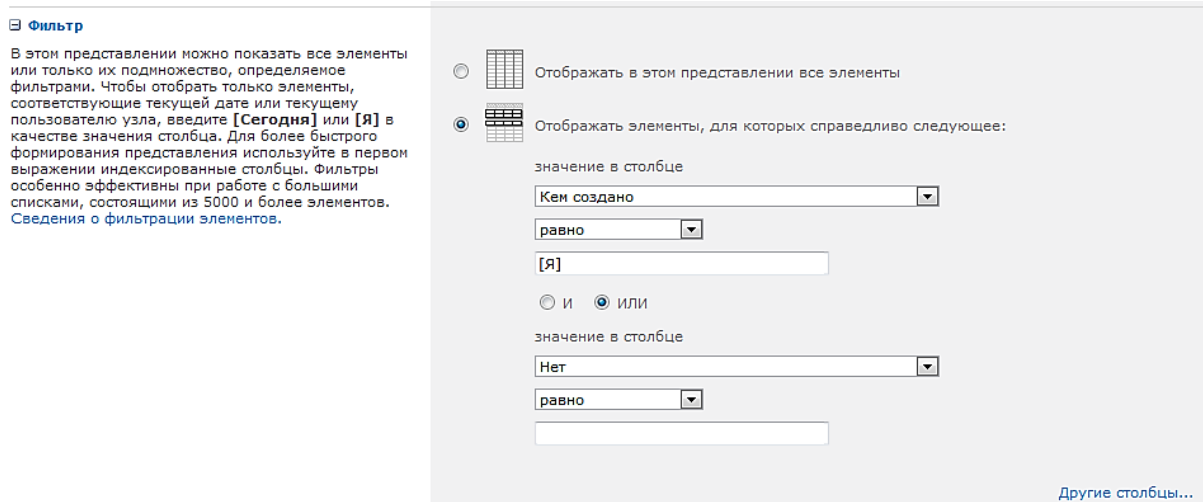 Фильтр
В этом представлении можно показать все элементы
или только их подмножество, определяемое
фильтрами. Чтобы отобрать только элементы,
соответствующие текущей дате или текущему
пользователю узла, введите [Сегодня] или [Я] в
качестве значения столбца. Для более быстрого
формирования представления используйте в первом
выражении индексированные столбцы. Фильтры
особенно эффективны при работе с большими
списками, состоящими из 5000 и более элементов.
Сведения о фильтрации элементов.
Отображать в этом представлении все элементы
Отображать элементы, для которых справедливо следующее:
значение в столбце
Кем создано
равно
[Я]
И ИЛИ
значение в столбце
Нет
равно
Другие столбцы...